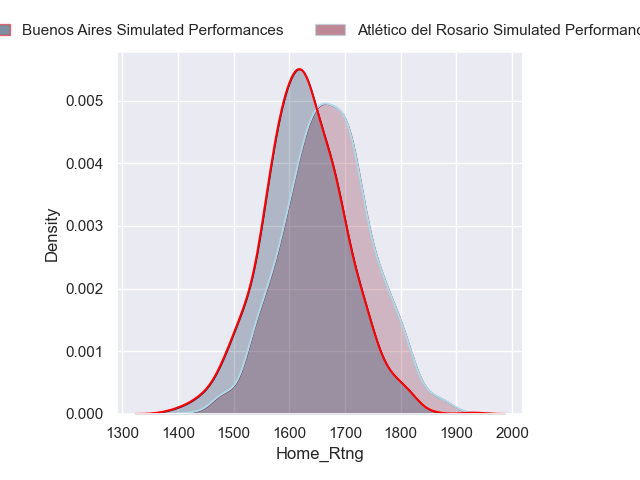 Buenos Aires Simulated Performances
Atlético del Rosario Simulated Performanc
0.005
0.004
0.003
0.002
0.001
0.000
Density
1300 1400 1500 1600 1700 1800 1900 2000
Home_Rtng